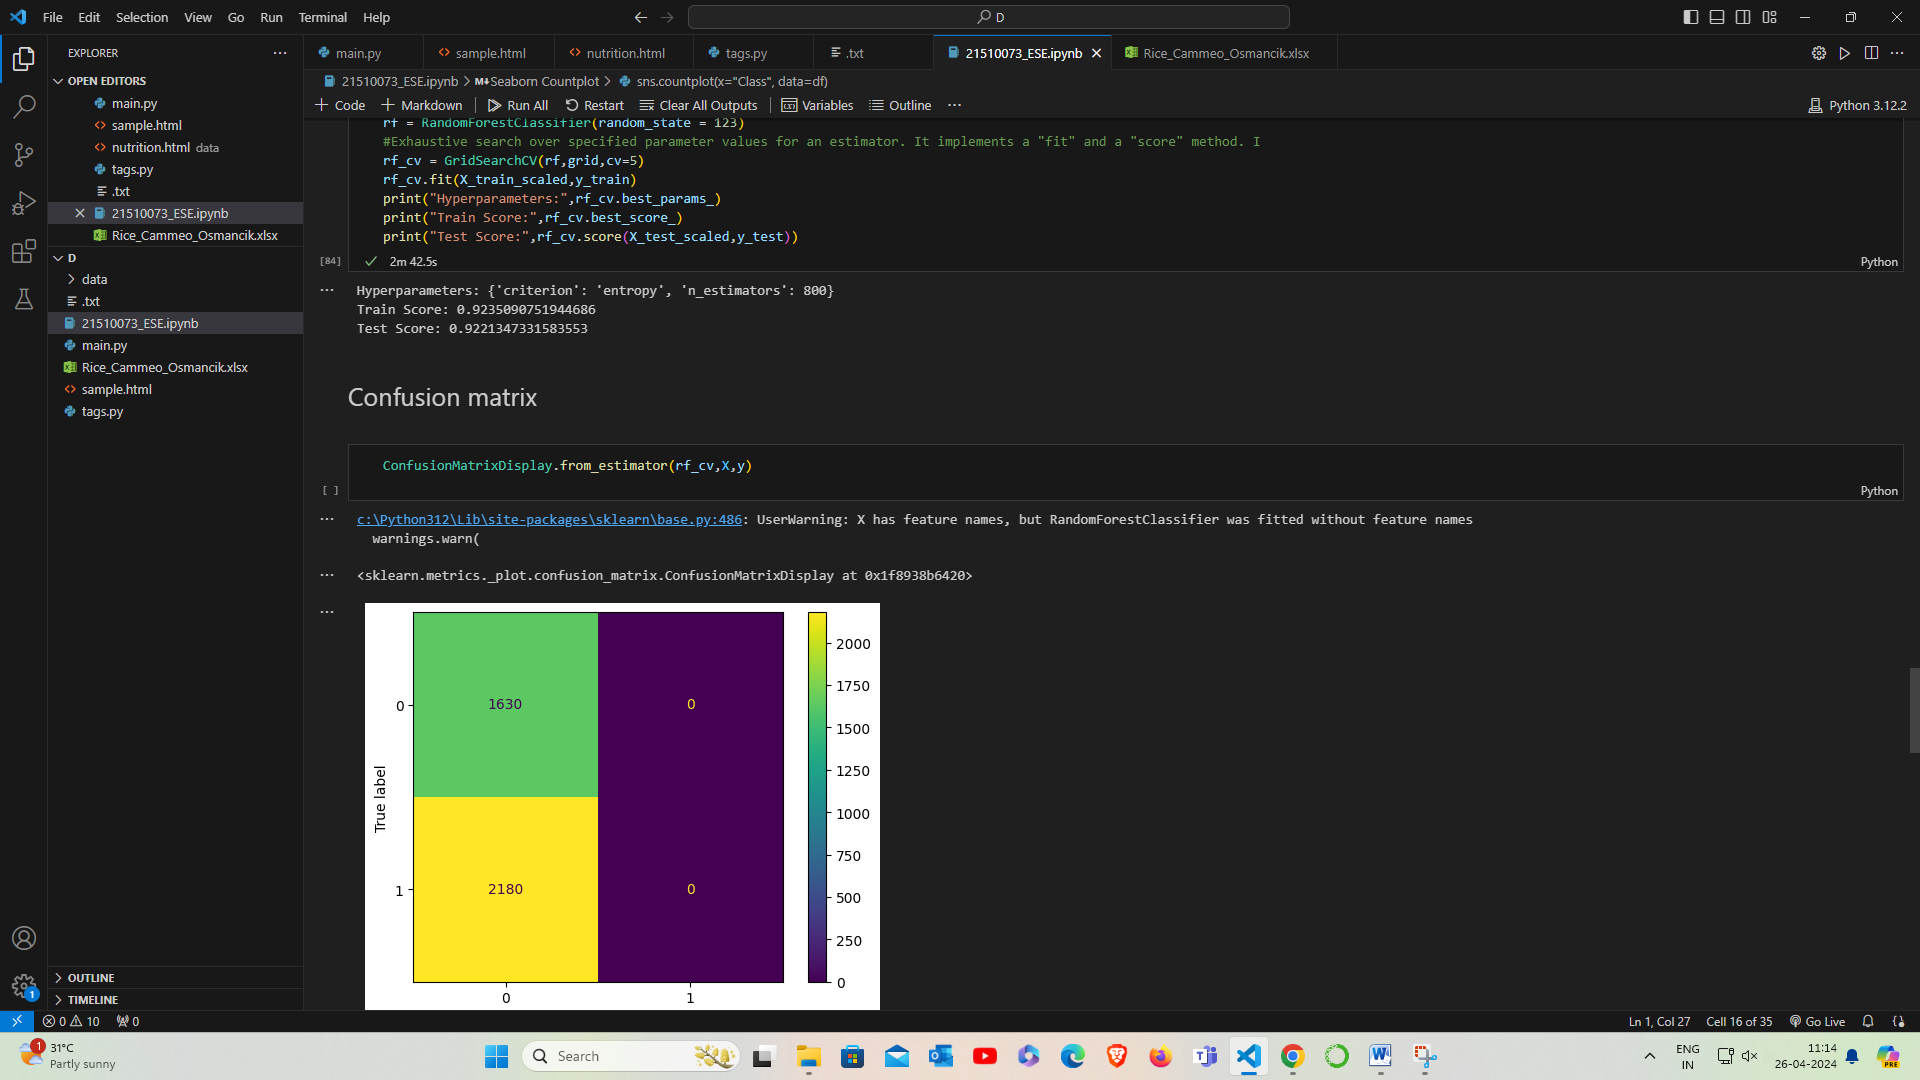 File Edit Selection View Go Run Terminal Help
D
EXPLORER
OPEN EDITORS
main.py
sample.html
nutrition.html data
tags.py
.txt
21510073_ESE.ipynb
Rice_Cammeo_Osmancik.xlsx
D
data
.txt
21510073_ESE.ipynb
main.py
Rice_Cammeo_Osmancik.xlsx
sample.html
tags.py
OUTLINE
TIMELINE
main.py sample.html nutrition.html tags.py .txt 21510073_ESE.ipynb Rice_Cammeo_Osmancik.xlsx
21510073_ESE.ipynb > M↓Seaborn Countplot > sns.countplot(x="Class", data=df)
Code Markdown Run All Restart Clear All Outputs Variables Outline ... Python 3.12.2
rf = RandomForestClassifier(random_state = 123)
#Exhaustive search over specified parameter values for an estimator. It implements a "fit" and a "score" method. I
rf_cv = GridSearchCV(rf,grid,cv=5)
rf_cv.fit(X_train_scaled,y_train)
print("Hyperparameters:",rf_cv.best_params_)
print("Train Score:",rf_cv.best_score_)
print("Test Score:",rf_cv.score(X_test_scaled,y_test))
[84] 2m 42.5s Python
Hyperparameters: {'criterion': 'entropy', 'n_estimators': 800}
Train Score: 0.9235090751944686
Test Score: 0.9221347331583553
Confusion matrix
ConfusionMatrixDisplay.from_estimator(rf_cv,X,y)
[ ] Python
c:\Python312\Lib\site-packages\sklearn\base.py:486: UserWarning: X has feature names, but RandomForestClassifier was fitted without feature names
warnings.warn(
<sklearn.metrics._plot.confusion_matrix.ConfusionMatrixDisplay at 0x1f8938b6420>
True label
0
1
1630 0
2180 0
0 1
2000
1750
1500
1250
1000
750
500
250
0
1
0 10 0 Ln 1, Col 27 Cell 16 of 35 Go Live
1
31°C
Partly sunny
Search
PRE
ENG
IN
11:14
26-04-2024